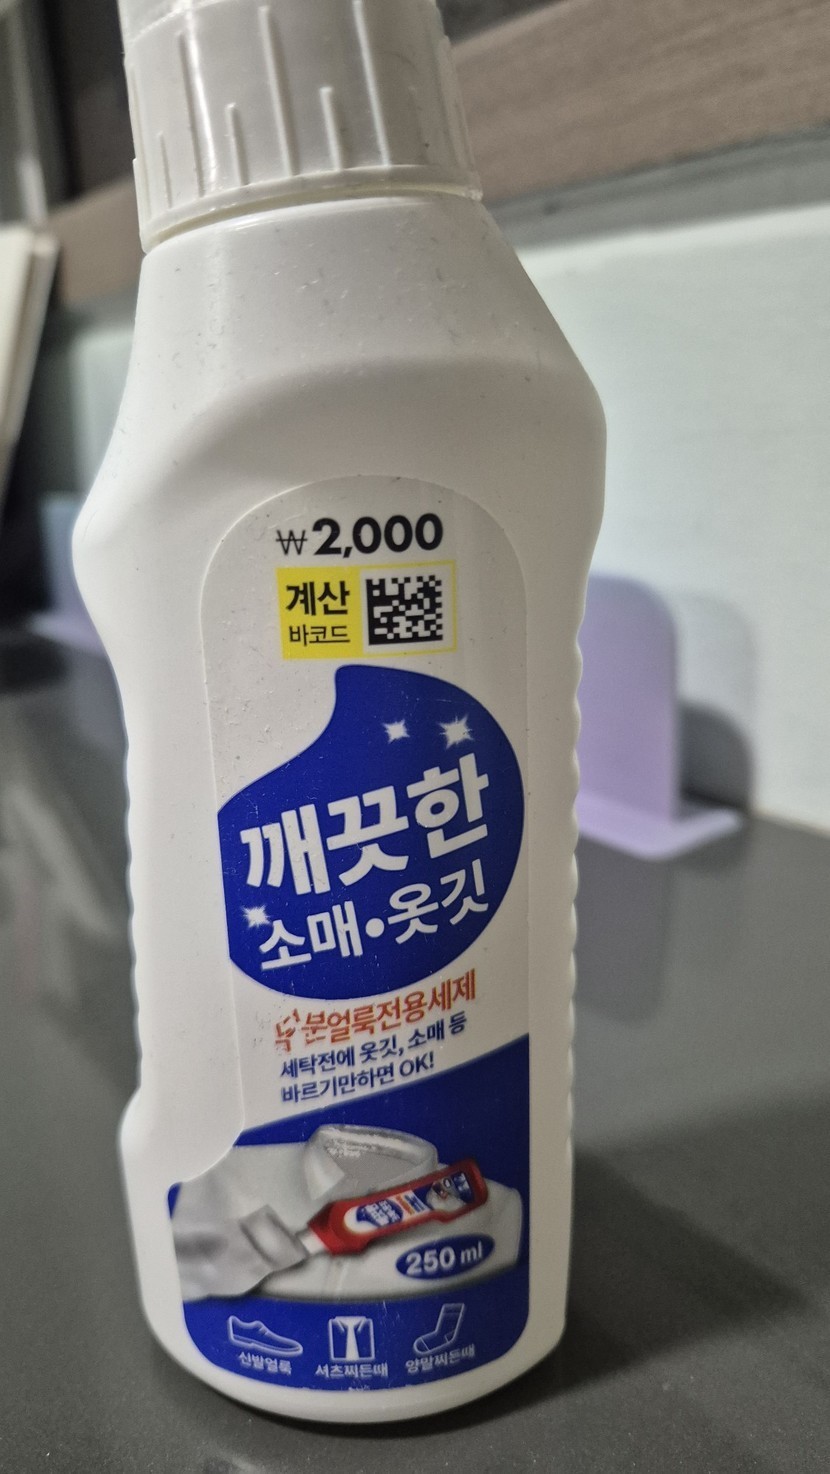 ₩2,000
계산
바코드
깨끗한
소매•옷깃
부분얼룩전용세제
세탁전에 옷깃, 소매 등
바르기만하면 OK!
250 ml
신발얼룩
셔츠찌든때
양말찌든때